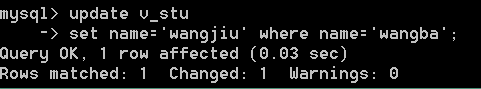 mysql> update v_stu
    -> set name='wangjiu' where name='wangba';
Query OK, 1 row affected (0.03 sec)
Rows matched: 1  Changed: 1  Warnings: 0